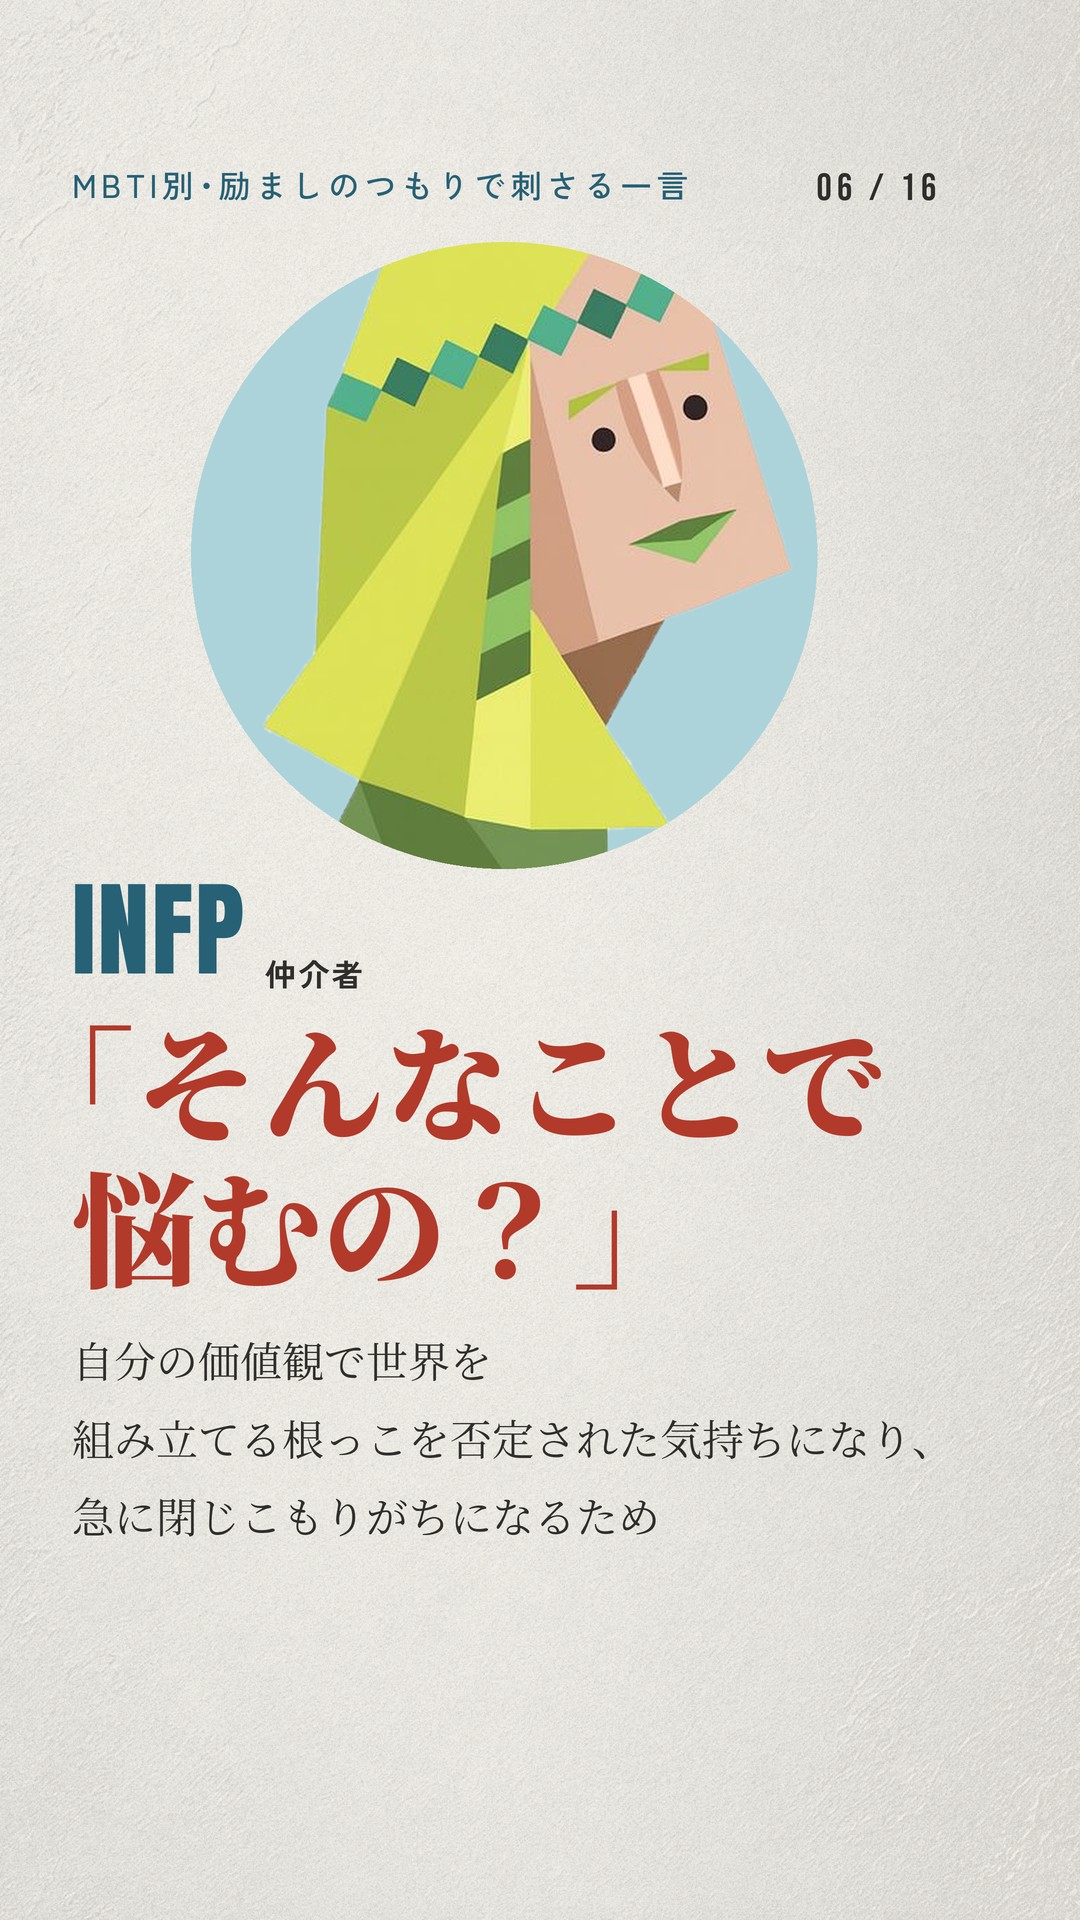 MBTI別・励ましのつもりで刺さる一言
06 / 16
INFP
仲介者
「そんなことで
悩むの？」
自分の価値観で世界を
組み立てる根っこを否定された気持ちになり、
急に閉じこもりがちになるため